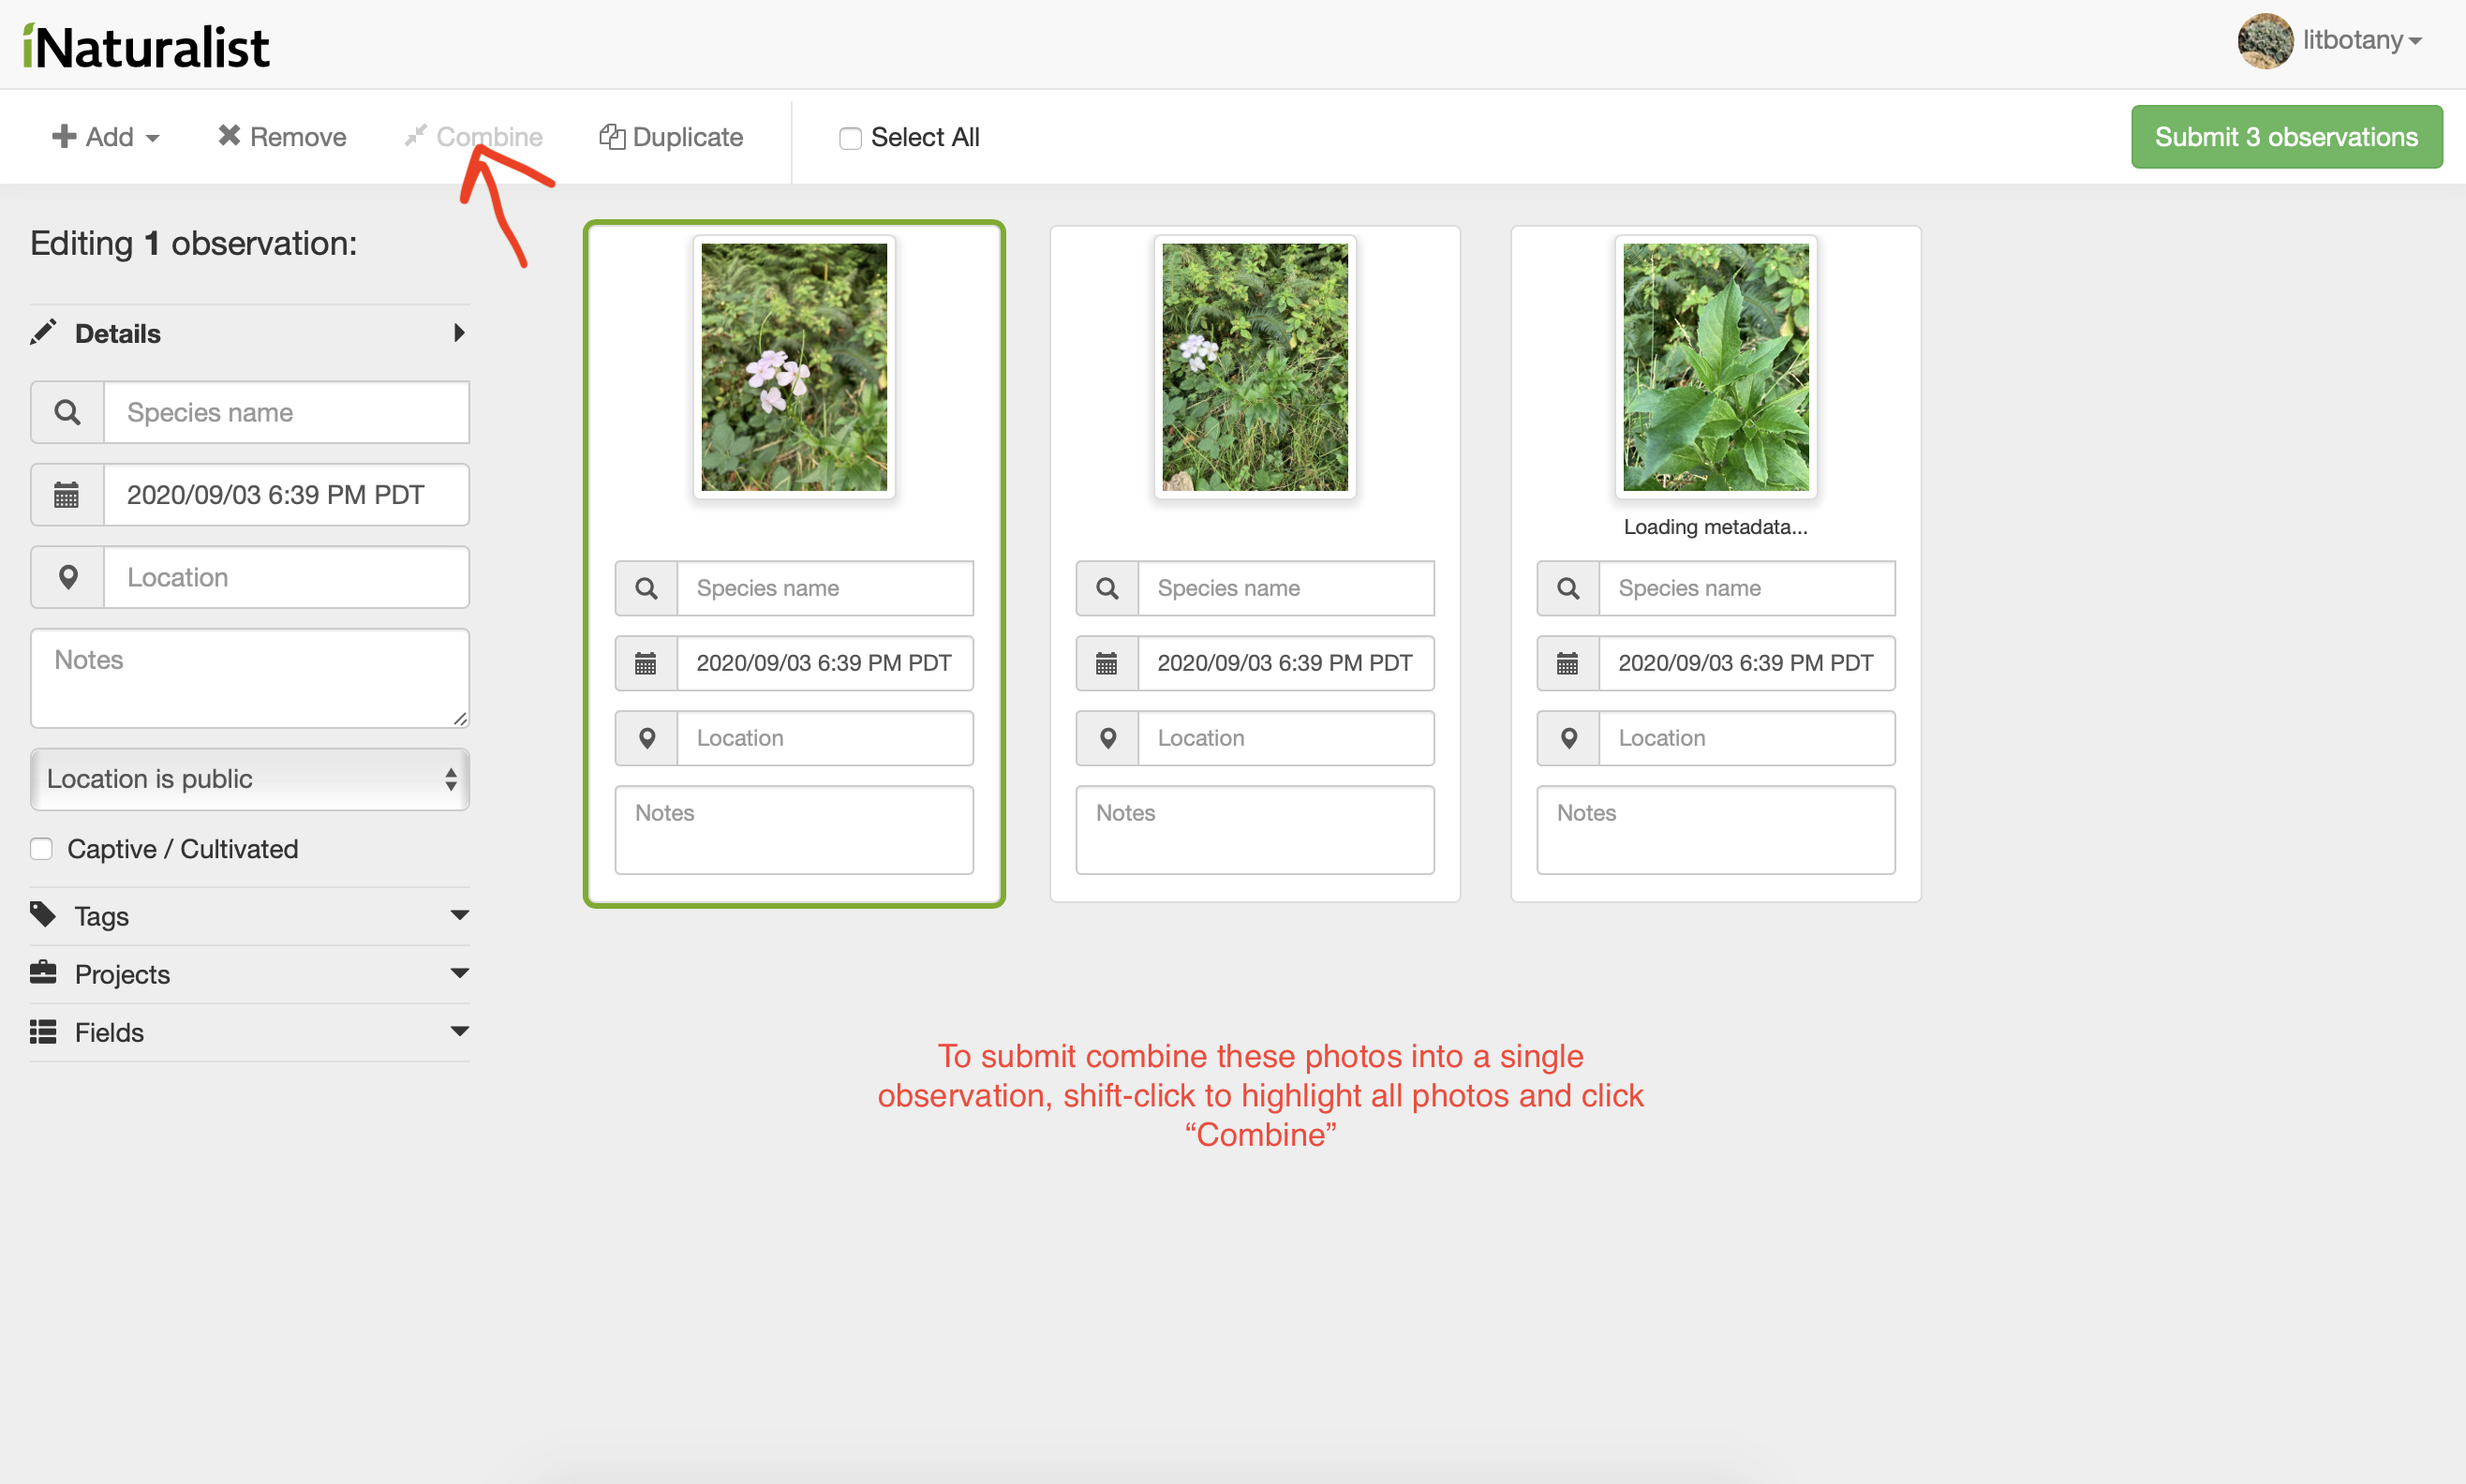 iNaturalist
litbotany
Add
Remove
Combine
Duplicate
Select All
Submit 3 observations
Editing 1 observation:
Details
Species name
2020/09/03 6:39 PM PDT
Location
Notes
Location is public
Captive / Cultivated
Tags
Projects
Fields
Species name
2020/09/03 6:39 PM PDT
Location
Notes
Species name
2020/09/03 6:39 PM PDT
Location
Notes
Loading metadata...
Species name
2020/09/03 6:39 PM PDT
Location
Notes
To submit combine these photos into a single
observation, shift-click to highlight all photos and click
“Combine”